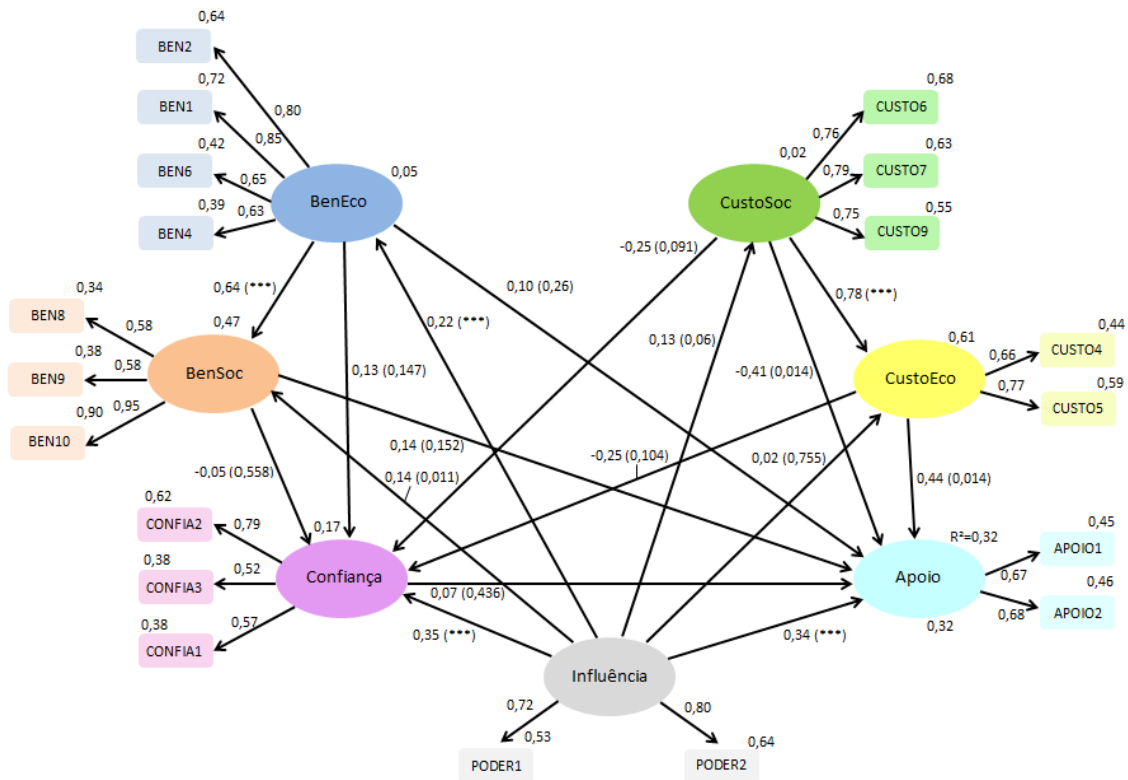 0,64
BEN2
0,72
0,68
BEN1
0,80
CUSTO6
0,76
0,42
0,85
0,02
0,63
BEN6
0,05
0,79
CUSTO7
0,39
0,65
BenEco
CustoSoc
0,63
0,75
0,55
BEN4
CUSTO9
-0,25 (0,091)
0,34
0,64 (***)
0,10 (0,26)
0,78 (***)
BEN8
0,58
0,47
0,22 (***)
0,13 (0,06)
0,61
0,44
0,38
0,66
CUSTO4
BEN9
0,58
BenSoc
0,13 (0,147)
-0,41 (0,014)
CustoEco
0,77
0,59
0,90
0,95
CUSTO5
BEN10
0,14 (0,152)
-0,25 (0,104)
0,02 (0,755)
-0,05 (0,558)
0,14 (0,011)
0,44 (0,014)
0,62
CONFIA2
0,79
0,17
R²=0,32
0,45
0,38
APOIO1
CONFIA3
0,52
Confiança
Apoio
0,67
0,46
0,07 (0,436)
0,68
APOIO2
0,38
0,57
0,32
CONFIA1
0,35 (***)
0,34 (***)
Influência
0,72
0,80
0,53
0,64
PODER1
PODER2